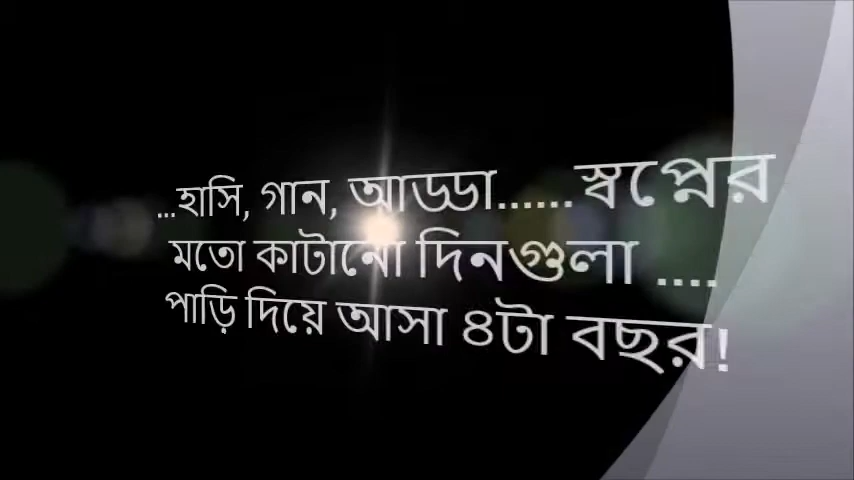 ...হাসি, গান, আড্ডা...... স্বপ্নের
মতো কাটানো দিনগুলা ....
পাড়ি দিয়ে আসা ৪টা বছর!